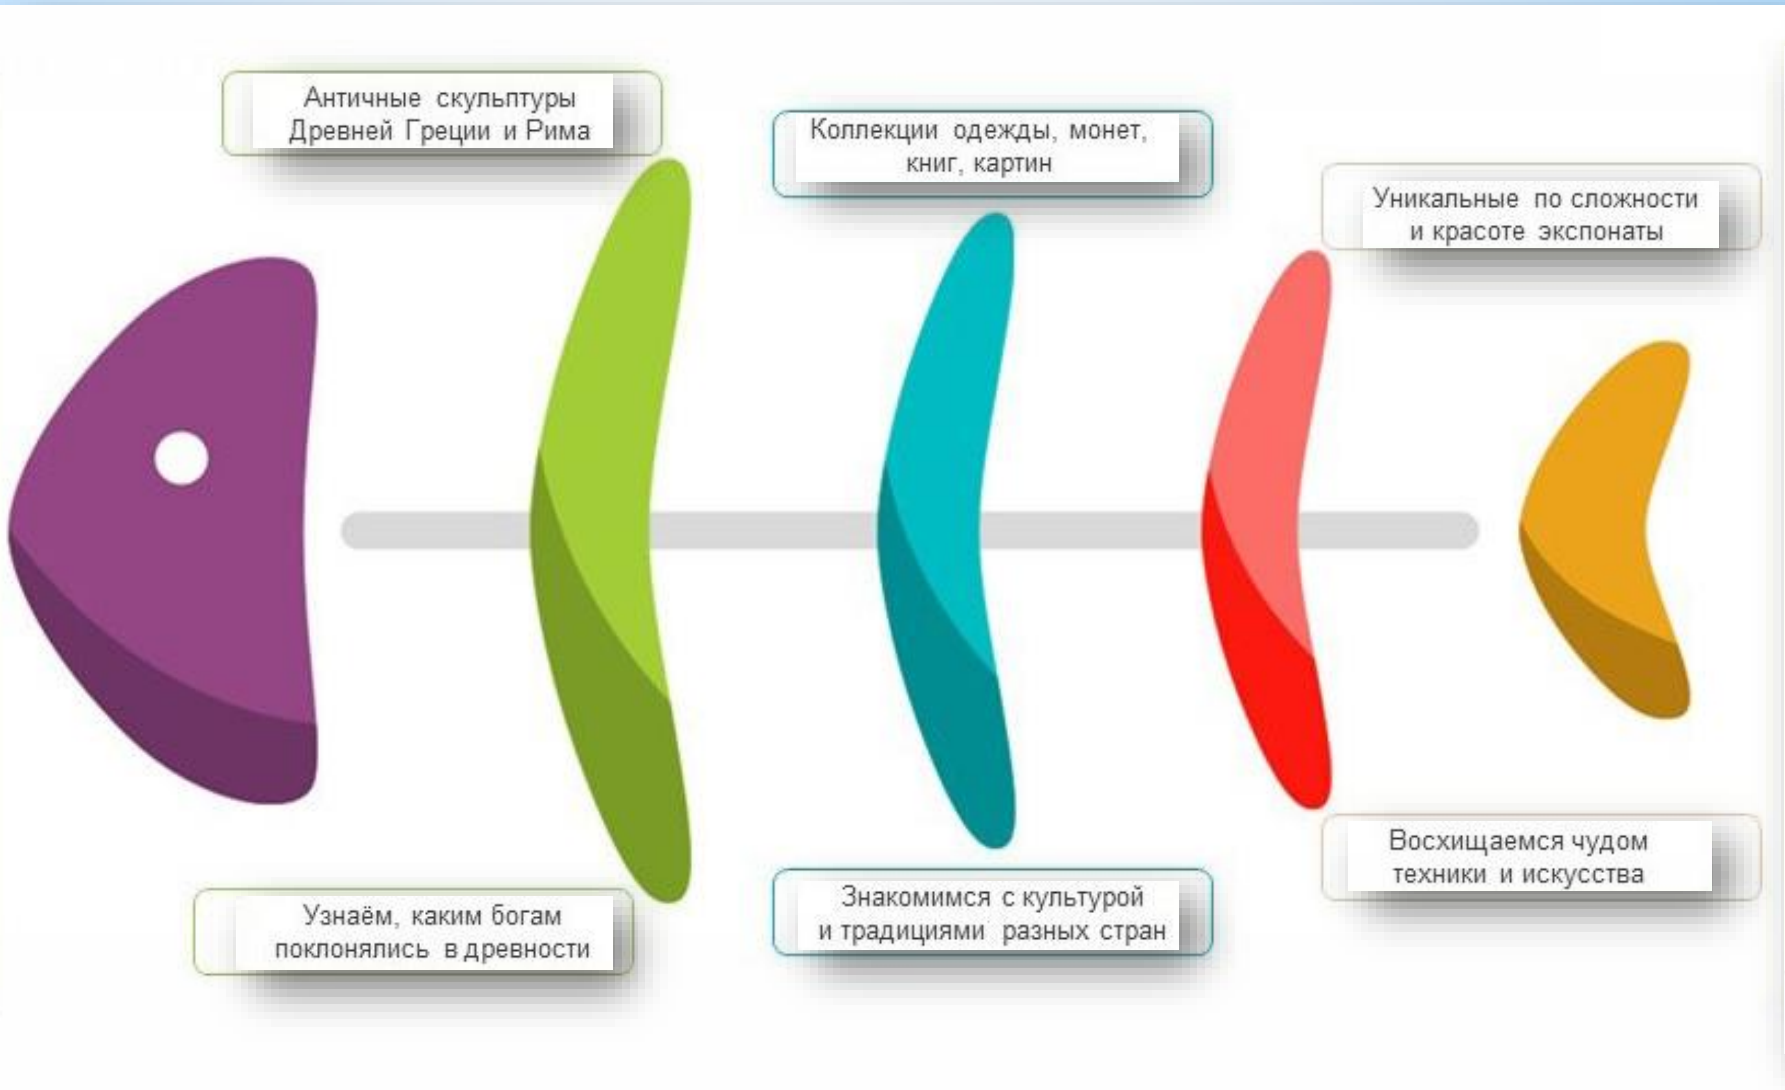 Античные скульптуры
Древней Греции и Рима
Коллекции одежды, монет,
книг, картин
Уникальные по сложности
и красоте экспонаты
Узнаём, каким богам
поклонялись в древности
Знакомимся с культурой
и традициями разных стран
Восхищаемся чудом
техники и искусства